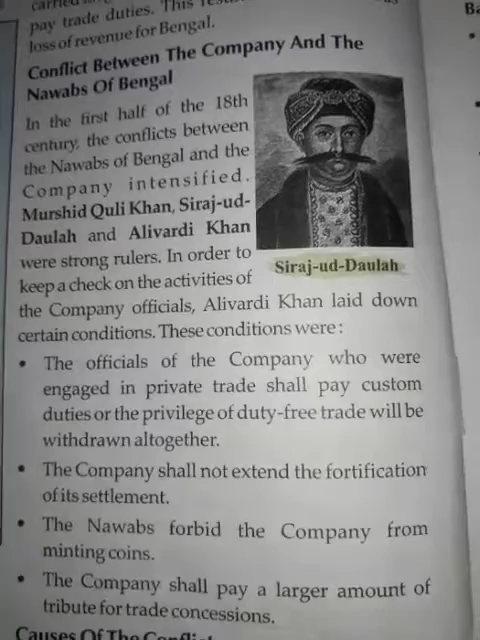 pay trade duties. This
loss of revenue for Bengal.
Conflict Between The Company And The
Nawabs Of Bengal
In the first half of the 18th
century, the conflicts between
the Nawabs of Bengal and the
Company intensified.
Murshid Quli Khan, Siraj-ud-
Daulah and Alivardi Khan
were strong rulers. In order to
keep a check on the activities of
Siraj-ud-Daulah
the Company officials, Alivardi Khan laid down
certain conditions. These conditions were :
• The officials of the Company who were
engaged in private trade shall pay custom
duties or the privilege of duty-free trade will be
withdrawn altogether.
• The Company shall not extend the fortification
of its settlement.
• The Nawabs forbid the Company from
minting coins.
• The Company shall pay a larger amount of
tribute for trade concessions.
Causes Of The Conflict